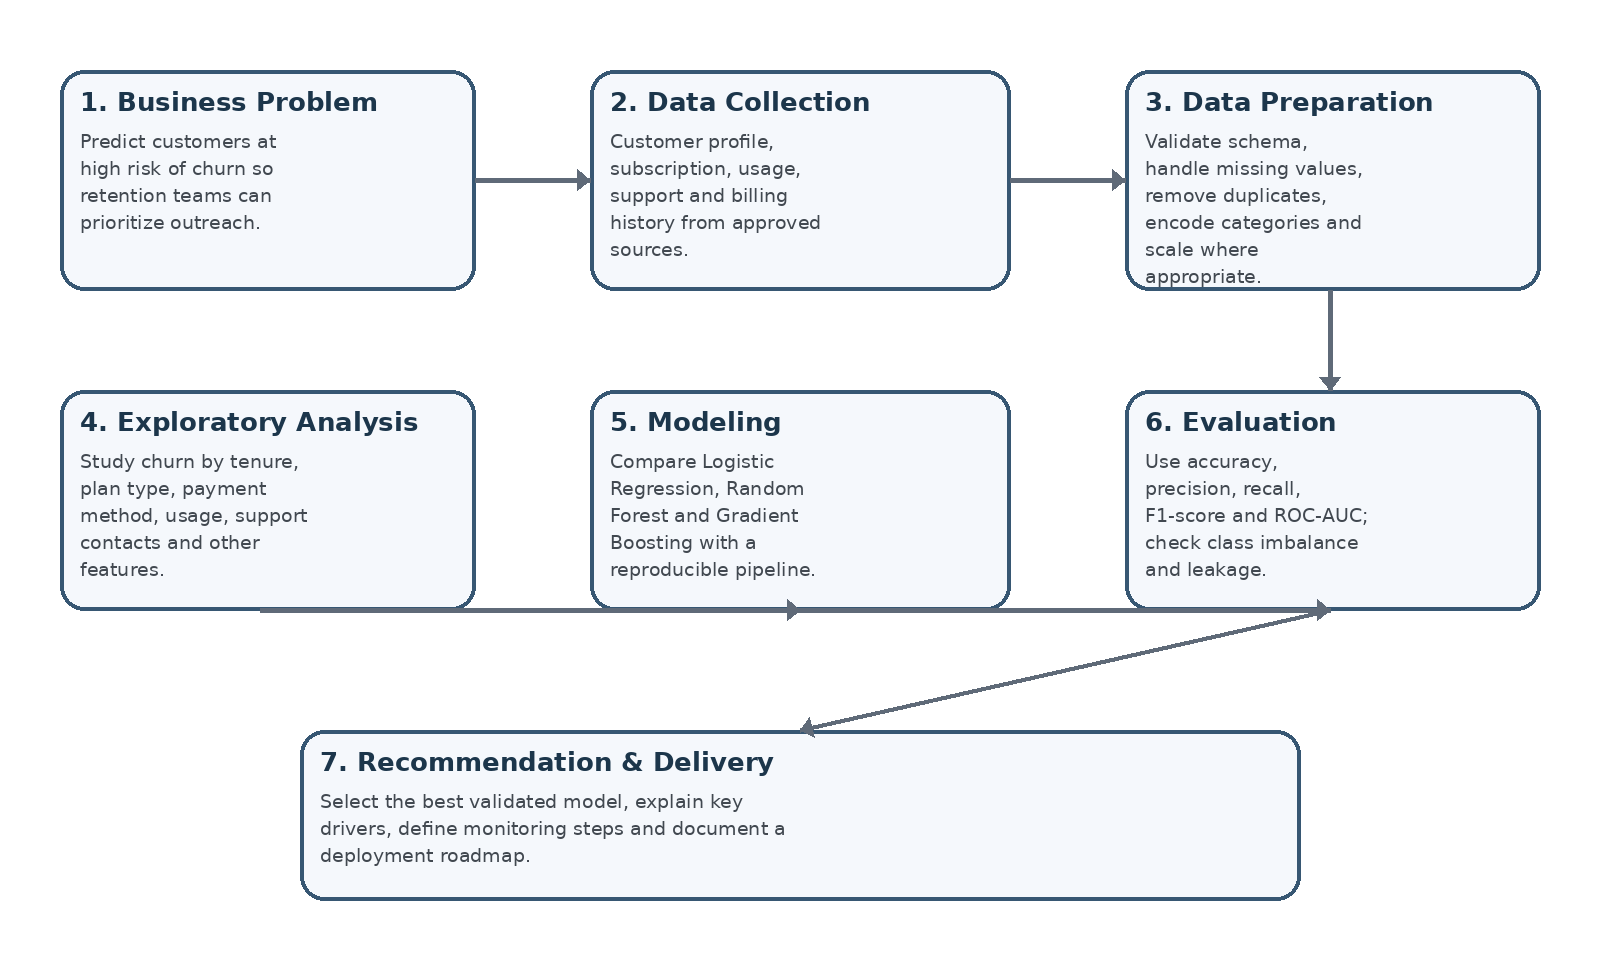 1. Business Problem
Predict customers at
high risk of churn so
retention teams can
prioritize outreach.
2. Data Collection
Customer profile,
subscription, usage,
support and billing
history from approved
sources.
3. Data Preparation
Validate schema,
handle missing values,
remove duplicates,
encode categories and
scale where
appropriate.
4. Exploratory Analysis
Study churn by tenure,
plan type, payment
method, usage, support
contacts and other
features.
5. Modeling
Compare Logistic
Regression, Random
Forest and Gradient
Boosting with a
reproducible pipeline.
6. Evaluation
Use accuracy,
precision, recall,
F1-score and ROC-AUC;
check class imbalance
and leakage.
7. Recommendation & Delivery
Select the best validated model, explain key
drivers, define monitoring steps and document a
deployment roadmap.